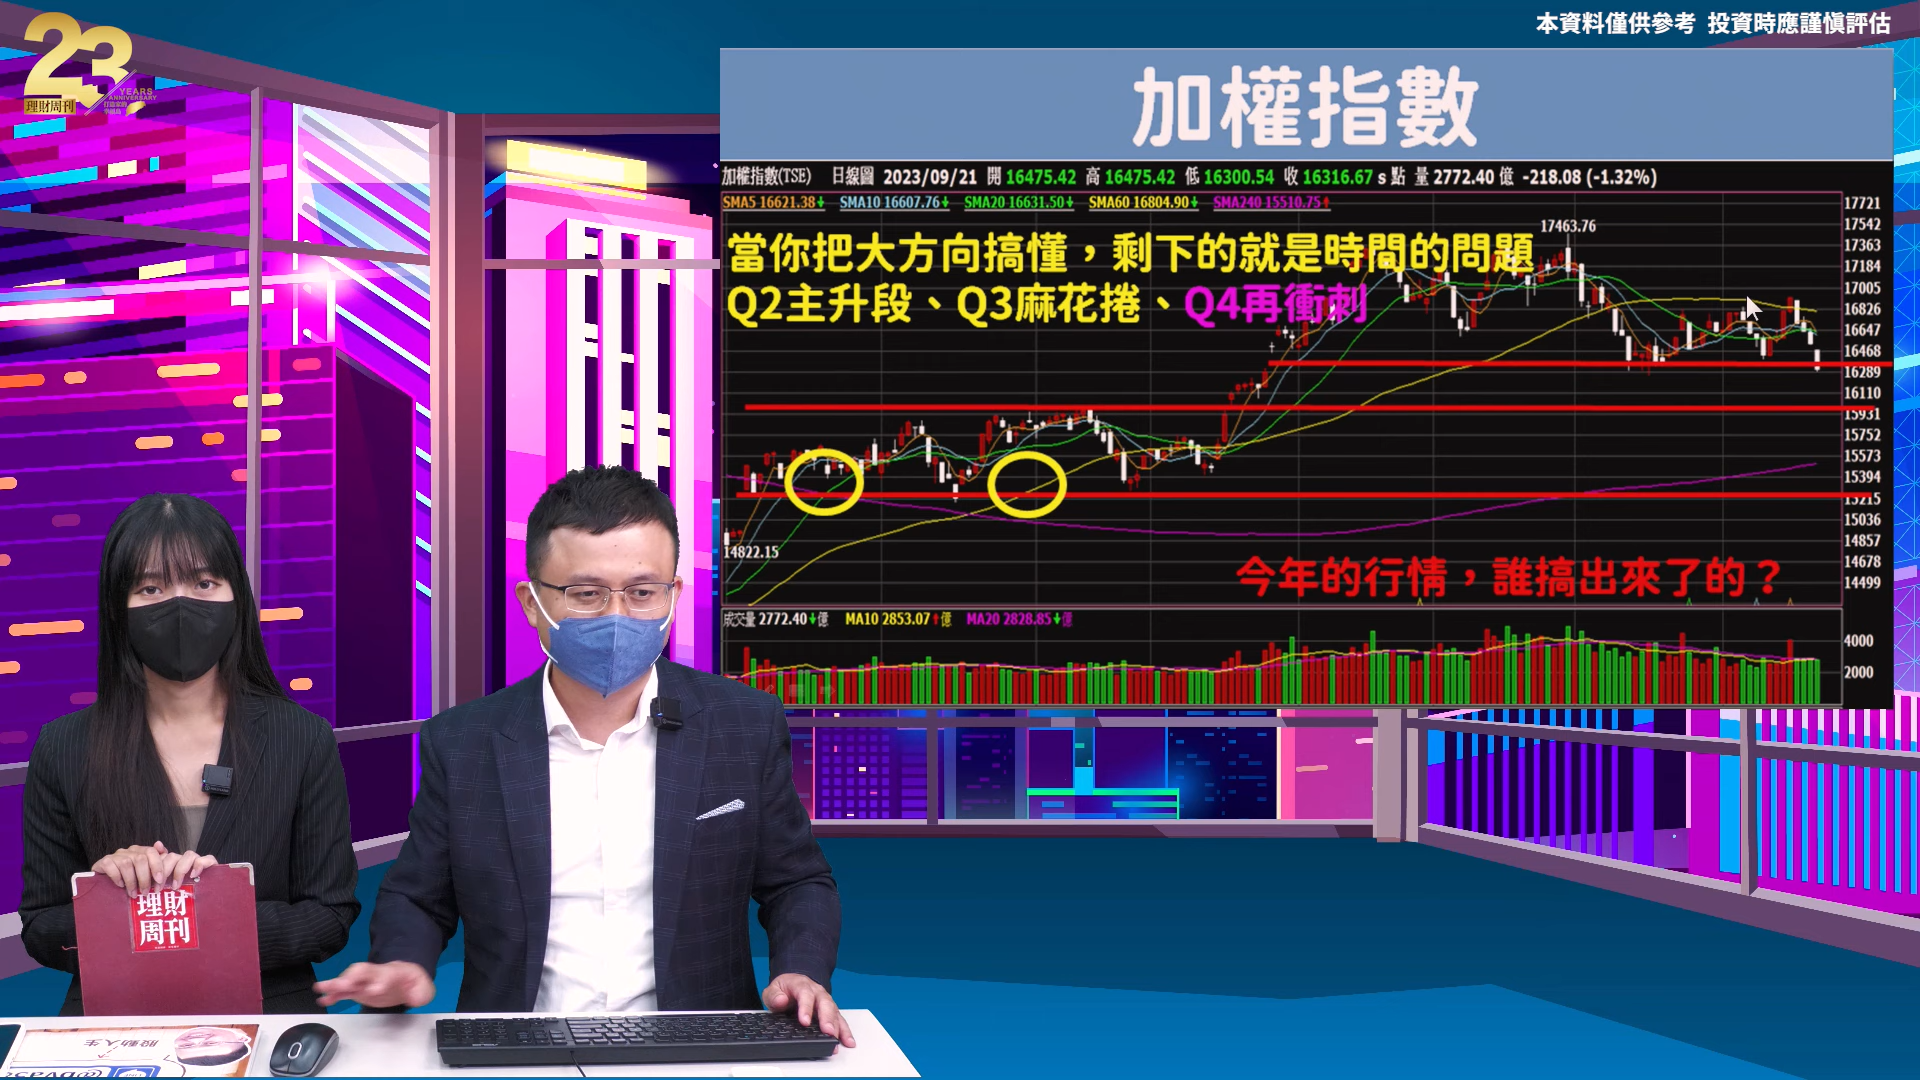 本資料僅供參考 投資時應謹慎評估
23
YEARS
ANNIVERSARY
理財周刊
加權指數
加權指數(TSE) 日線圖 2023/09/21 開 16475.42 高 16475.42 低 16300.54 收 16316.67 s 點 量 2772.40 億 -218.08 (-1.32%)
SMA5 16621.38↓ SMA10 16607.76↓ SMA20 16631.50↓ SMA60 16804.90↓ SMA240 15510.75↑
當你把大方向搞懂，剩下的就是時間的問題
Q2主升段、Q3麻花捲、Q4再衝刺
17463.76
14822.15
今年的行情，誰搞出來了的？
17721
17542
17363
17184
17005
16826
16647
16468
16289
16110
15931
15752
15573
15394
15215
15036
14857
14678
14499
成交量 2772.40↓億 MA10 2853.07↑億 MA20 2828.85↓億
4000
2000
理財
周刊
股動人生